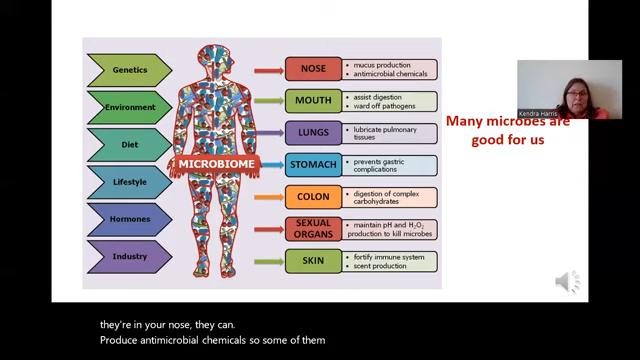 Genetics
Environment
Diet
Lifestyle
Hormones
Industry
MICROBIOME
NOSE
• mucus production
• antimicrobial chemicals
MOUTH
• assist digestion
• ward off pathogens
LUNGS
• lubricate pulmonary
tissues
STOMACH
• prevents gastric
complications
COLON
• digestion of complex
carbohydrates
SEXUAL
ORGANS
• maintain pH and H₂O₂
production to kill microbes
SKIN
• fortify immune system
• scent production
Kendra Harris
Many microbes are
good for us
they're in your nose, they can.
Produce antimicrobial chemicals so some of them